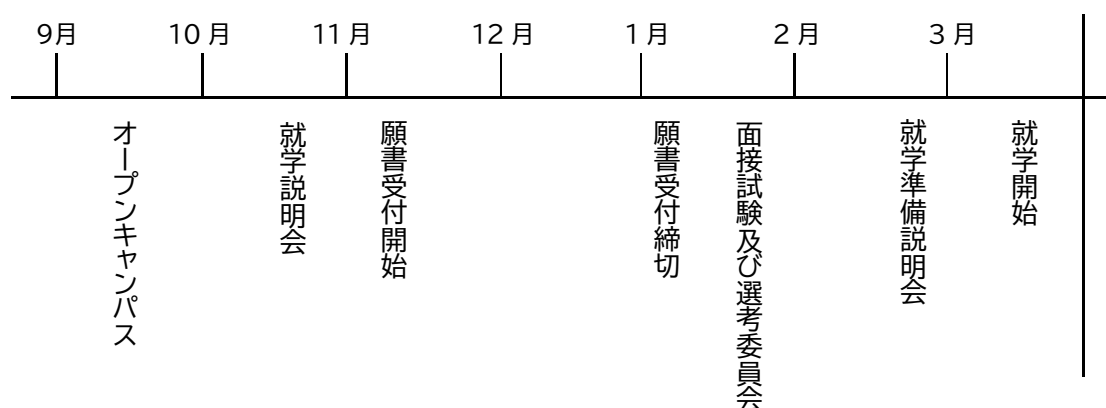 9月
10月
11月
12月
1月
2月
3月
オープンキャンパス
就学説明会
願書受付開始
願書受付締切
面接試験及び選考委員会
就学準備説明会
就学開始